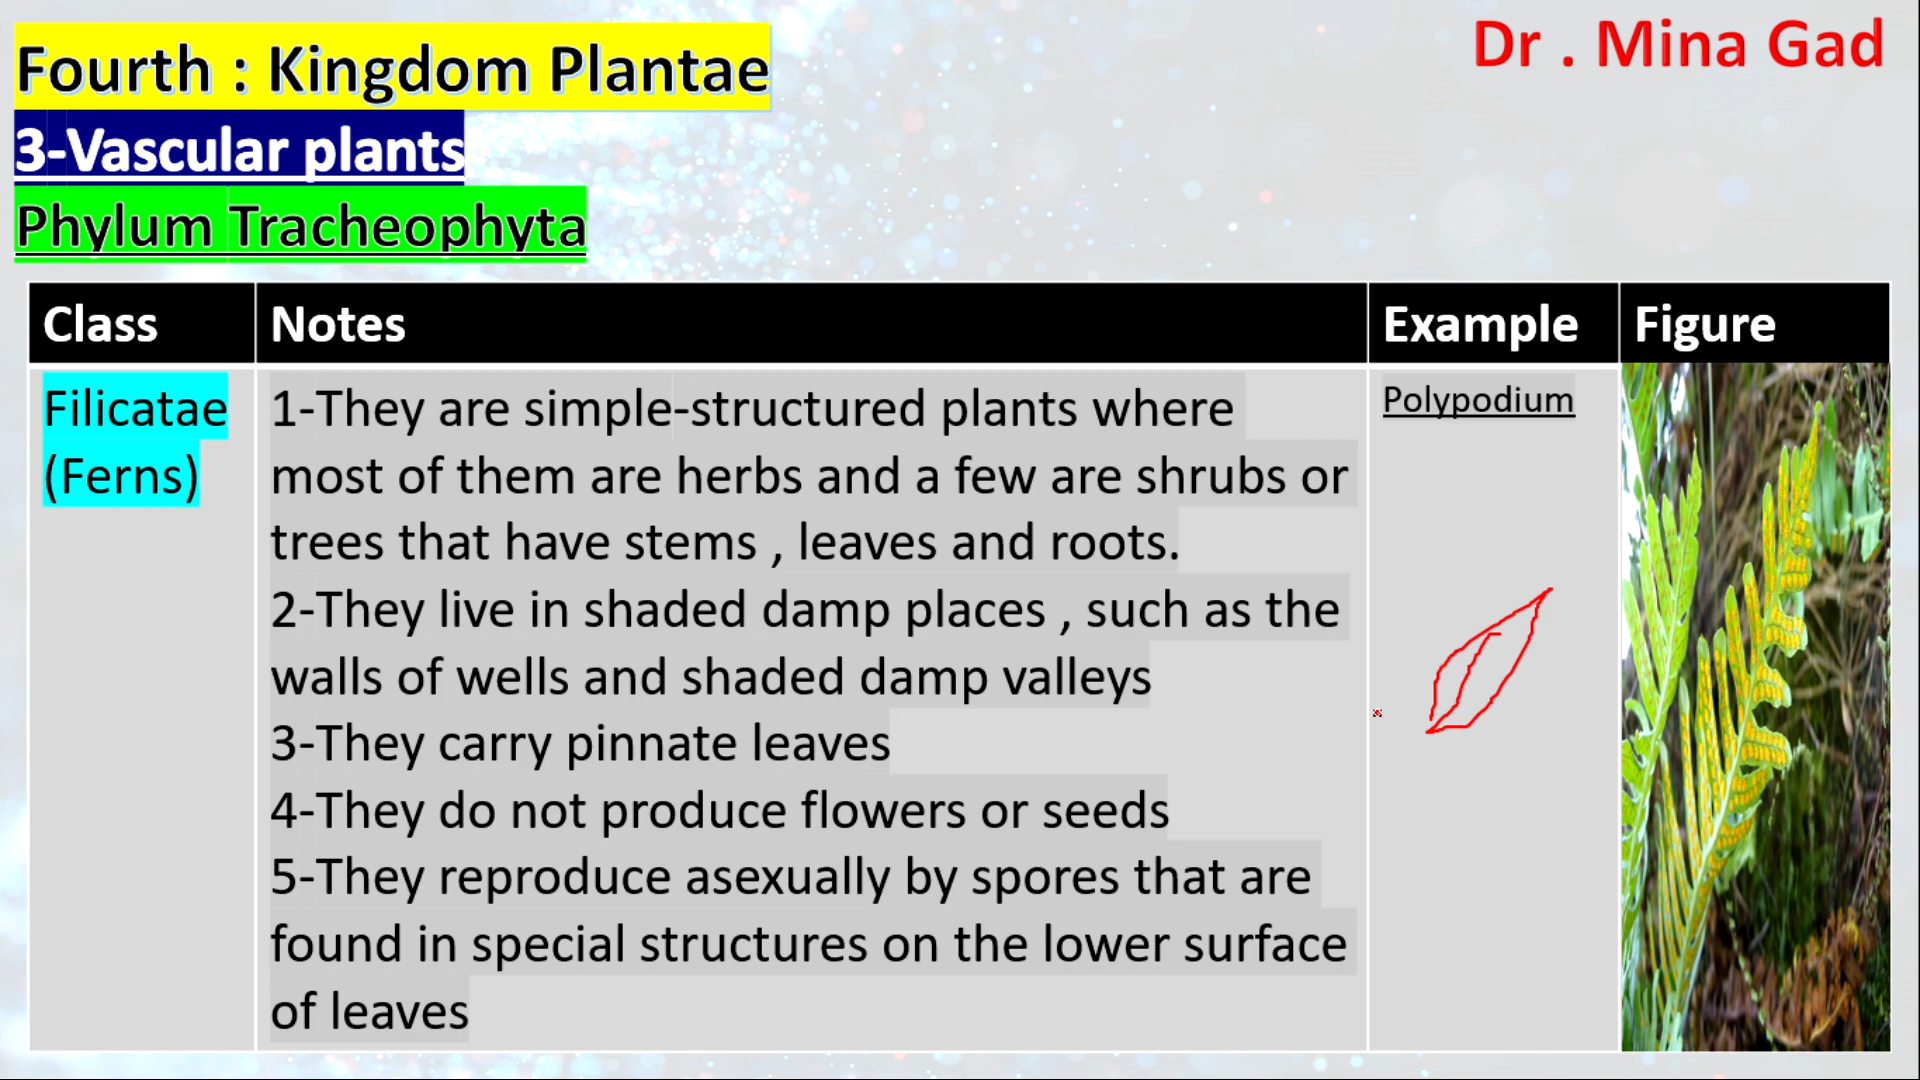 Fourth : Kingdom Plantae
Dr . Mina Gad
3-Vascular plants
Phylum Tracheophyta
Class
Notes
Example
Figure
Filicatae
(Ferns)
1-They are simple-structured plants where
most of them are herbs and a few are shrubs or
trees that have stems , leaves and roots.
2-They live in shaded damp places , such as the
walls of wells and shaded damp valleys
3-They carry pinnate leaves
4-They do not produce flowers or seeds
5-They reproduce asexually by spores that are
found in special structures on the lower surface
of leaves
Polypodium